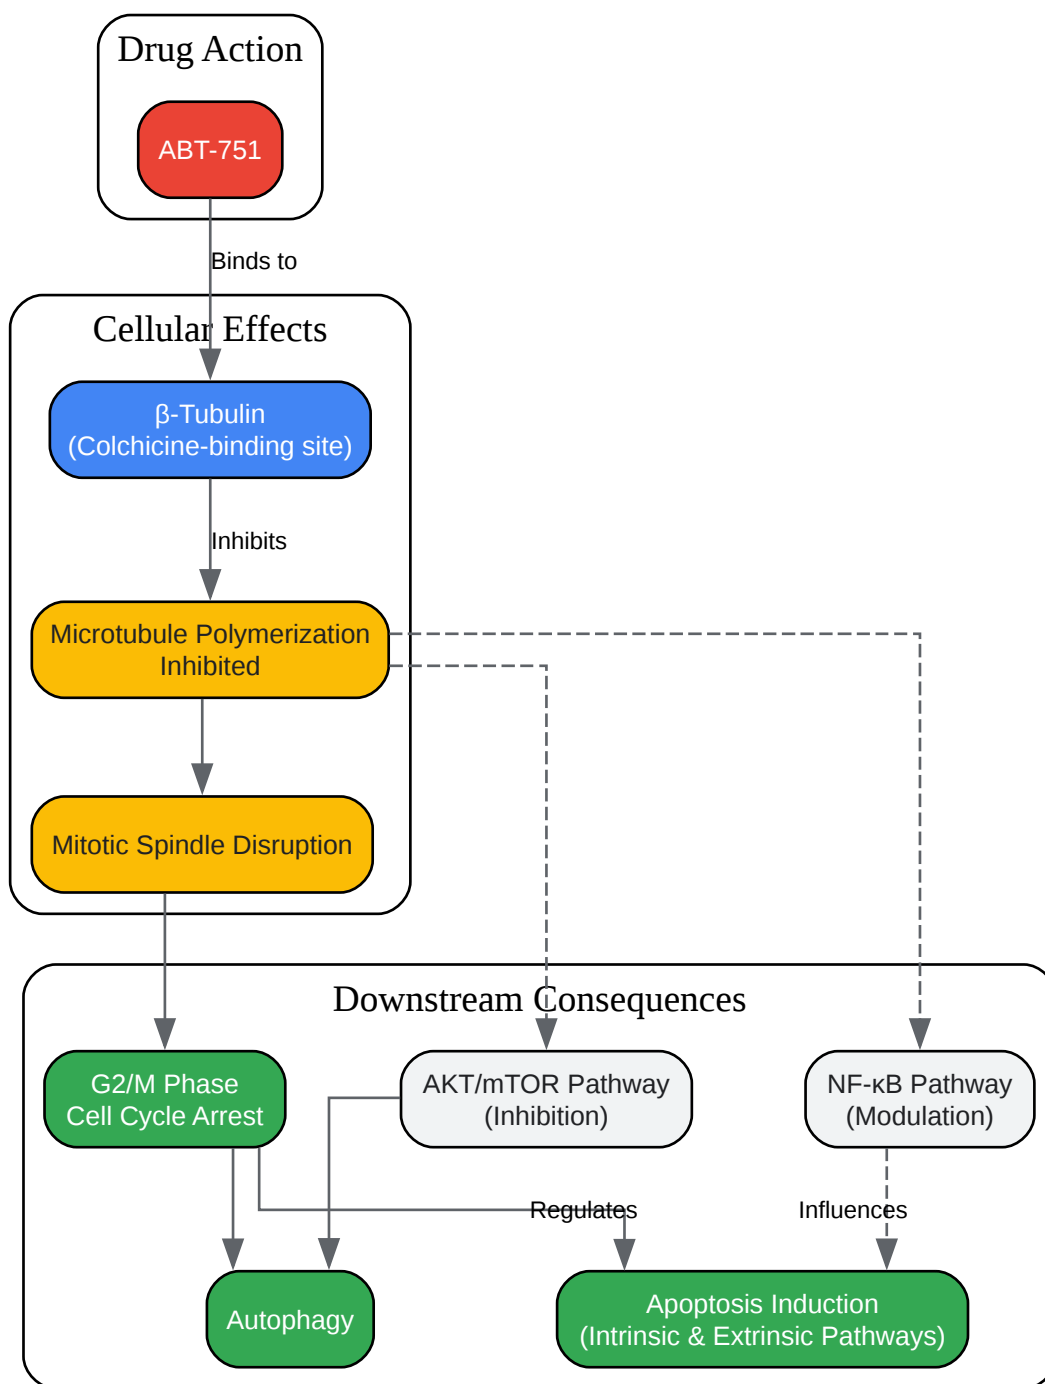 Drug Action
ABT-751
Binds to
Cellular Effects
β-Tubulin
(Colchicine-binding site)
Inhibits
Microtubule Polymerization
Inhibited
Mitotic Spindle Disruption
Downstream Consequences
G2/M Phase
Cell Cycle Arrest
AKT/mTOR Pathway
(Inhibition)
NF-κB Pathway
(Modulation)
Regulates
Influences
Autophagy
Apoptosis Induction
(Intrinsic & Extrinsic Pathways)